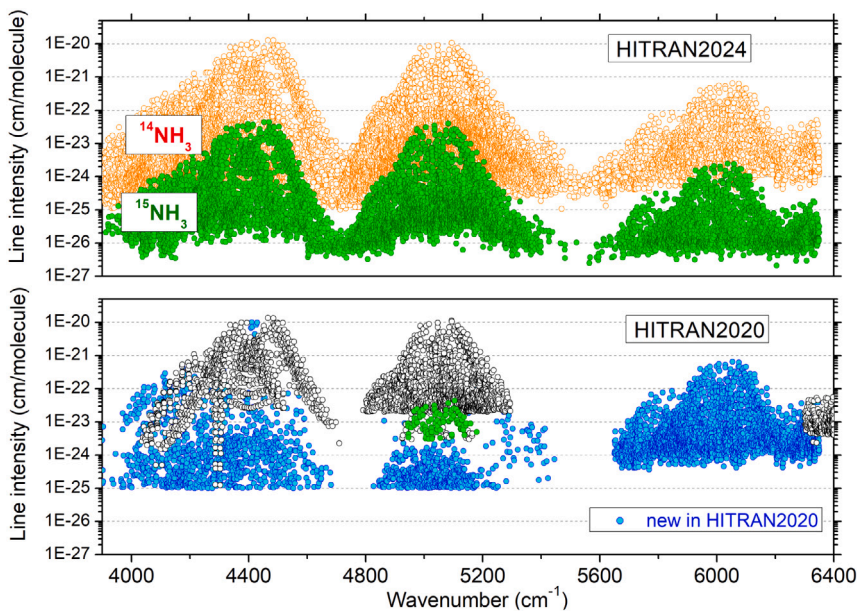 HITRAN2024
Line intensity (cm/molecule)
1E-20
1E-21
1E-22
1E-23
1E-24
1E-25
1E-26
1E-27
¹⁴NH₃
¹⁵NH₃
HITRAN2020
Line intensity (cm/molecule)
1E-20
1E-21
1E-22
1E-23
1E-24
1E-25
1E-26
1E-27
new in HITRAN2020
4000 4400 4800 5200 5600 6000 6400
Wavenumber (cm⁻¹)